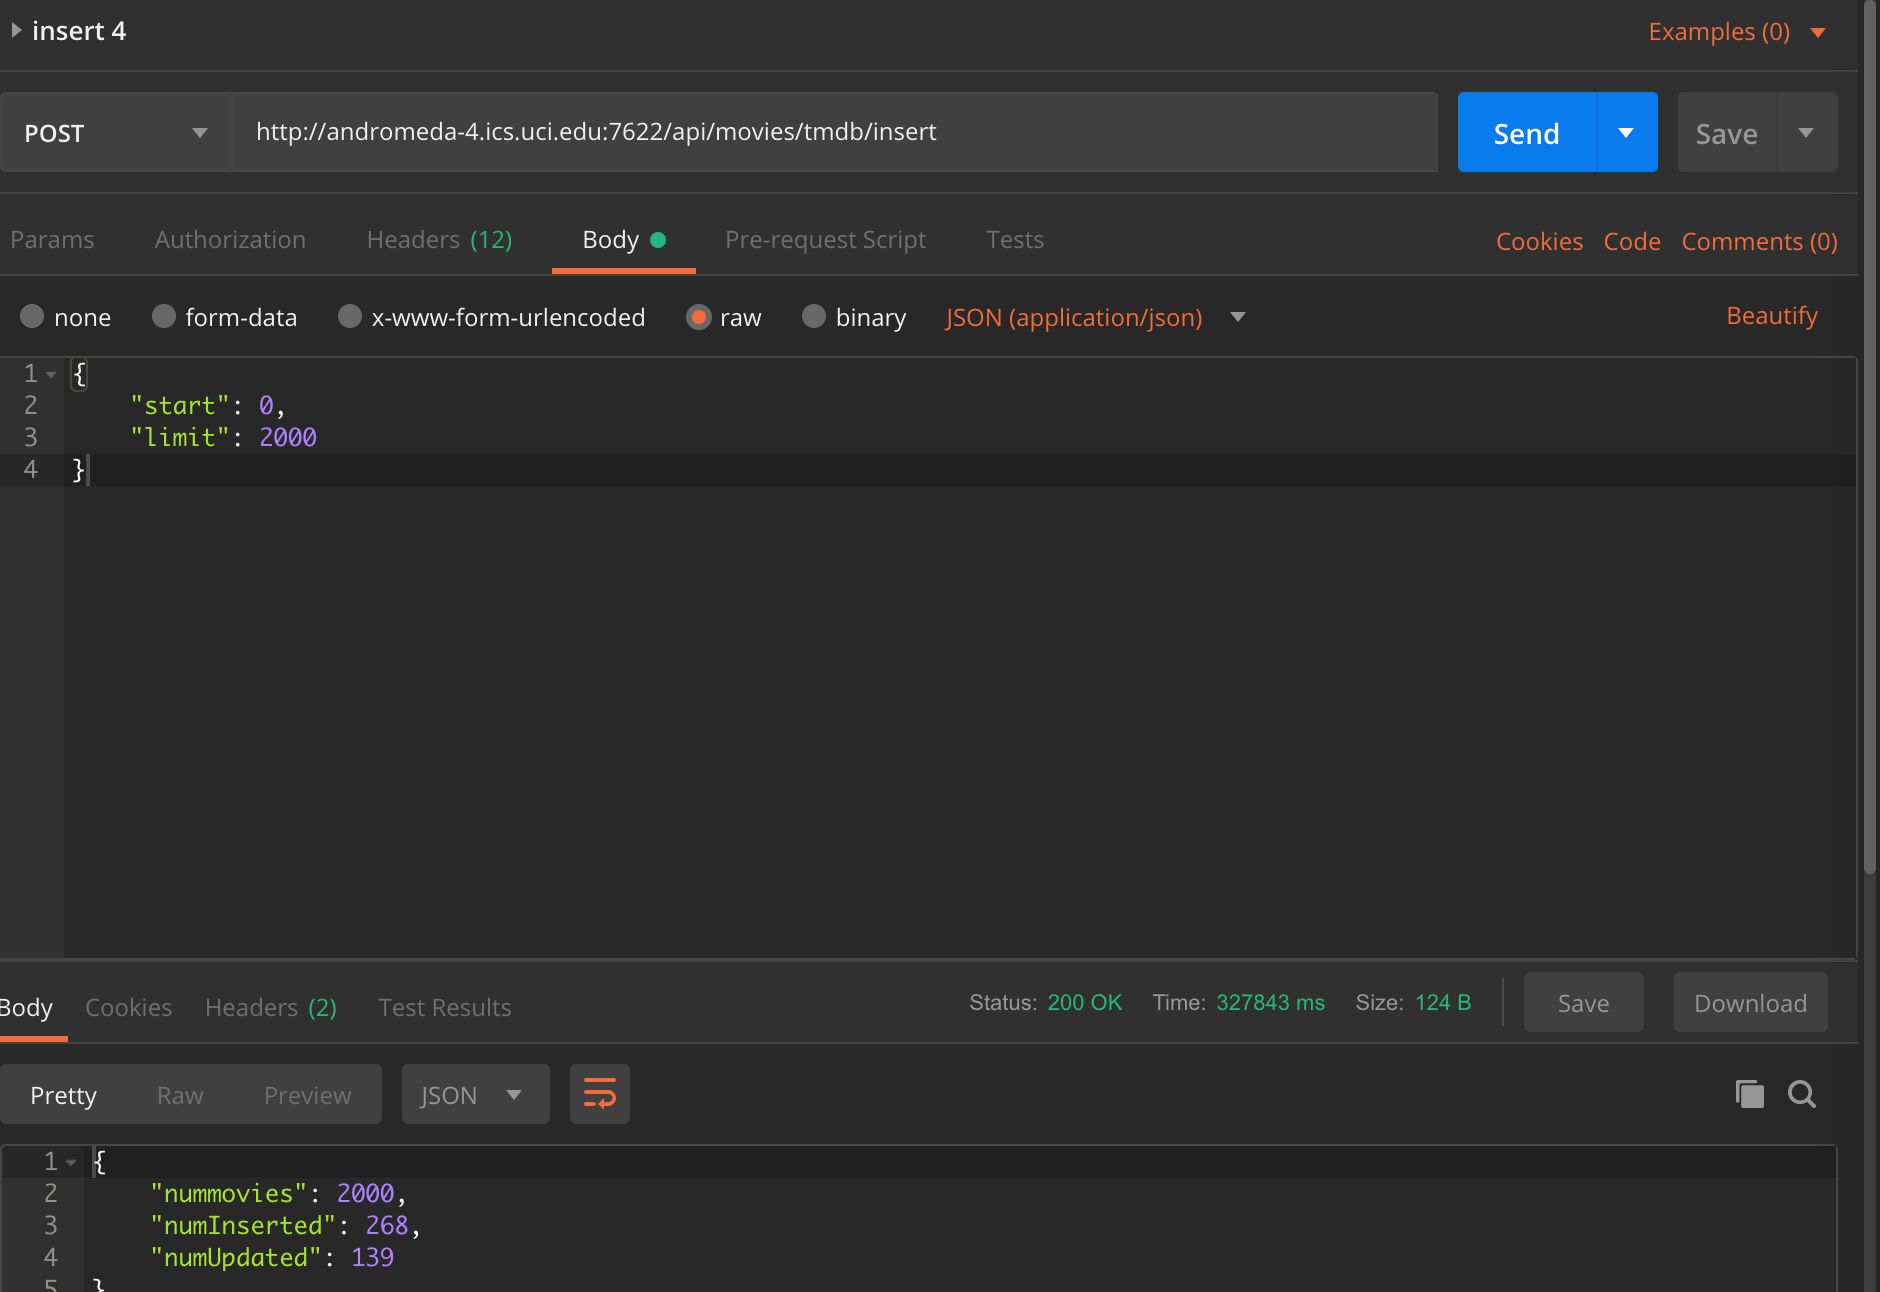 insert 4
Examples (0)
POST
http://andromeda-4.ics.uci.edu:7622/api/movies/tmdb/insert
Send
Save
Params Authorization Headers (12) Body Pre-request Script Tests Cookies Code Comments (0)
none form-data x-www-form-urlencoded raw binary JSON (application/json) Beautify
1 {
2 "start": 0,
3 "limit": 2000
4 }
Body Cookies Headers (2) Test Results Status: 200 OK Time: 327843 ms Size: 124 B Save Download
Pretty Raw Preview JSON
1 {
2 "nummovies": 2000,
3 "numInserted": 268,
4 "numUpdated": 139
5 }